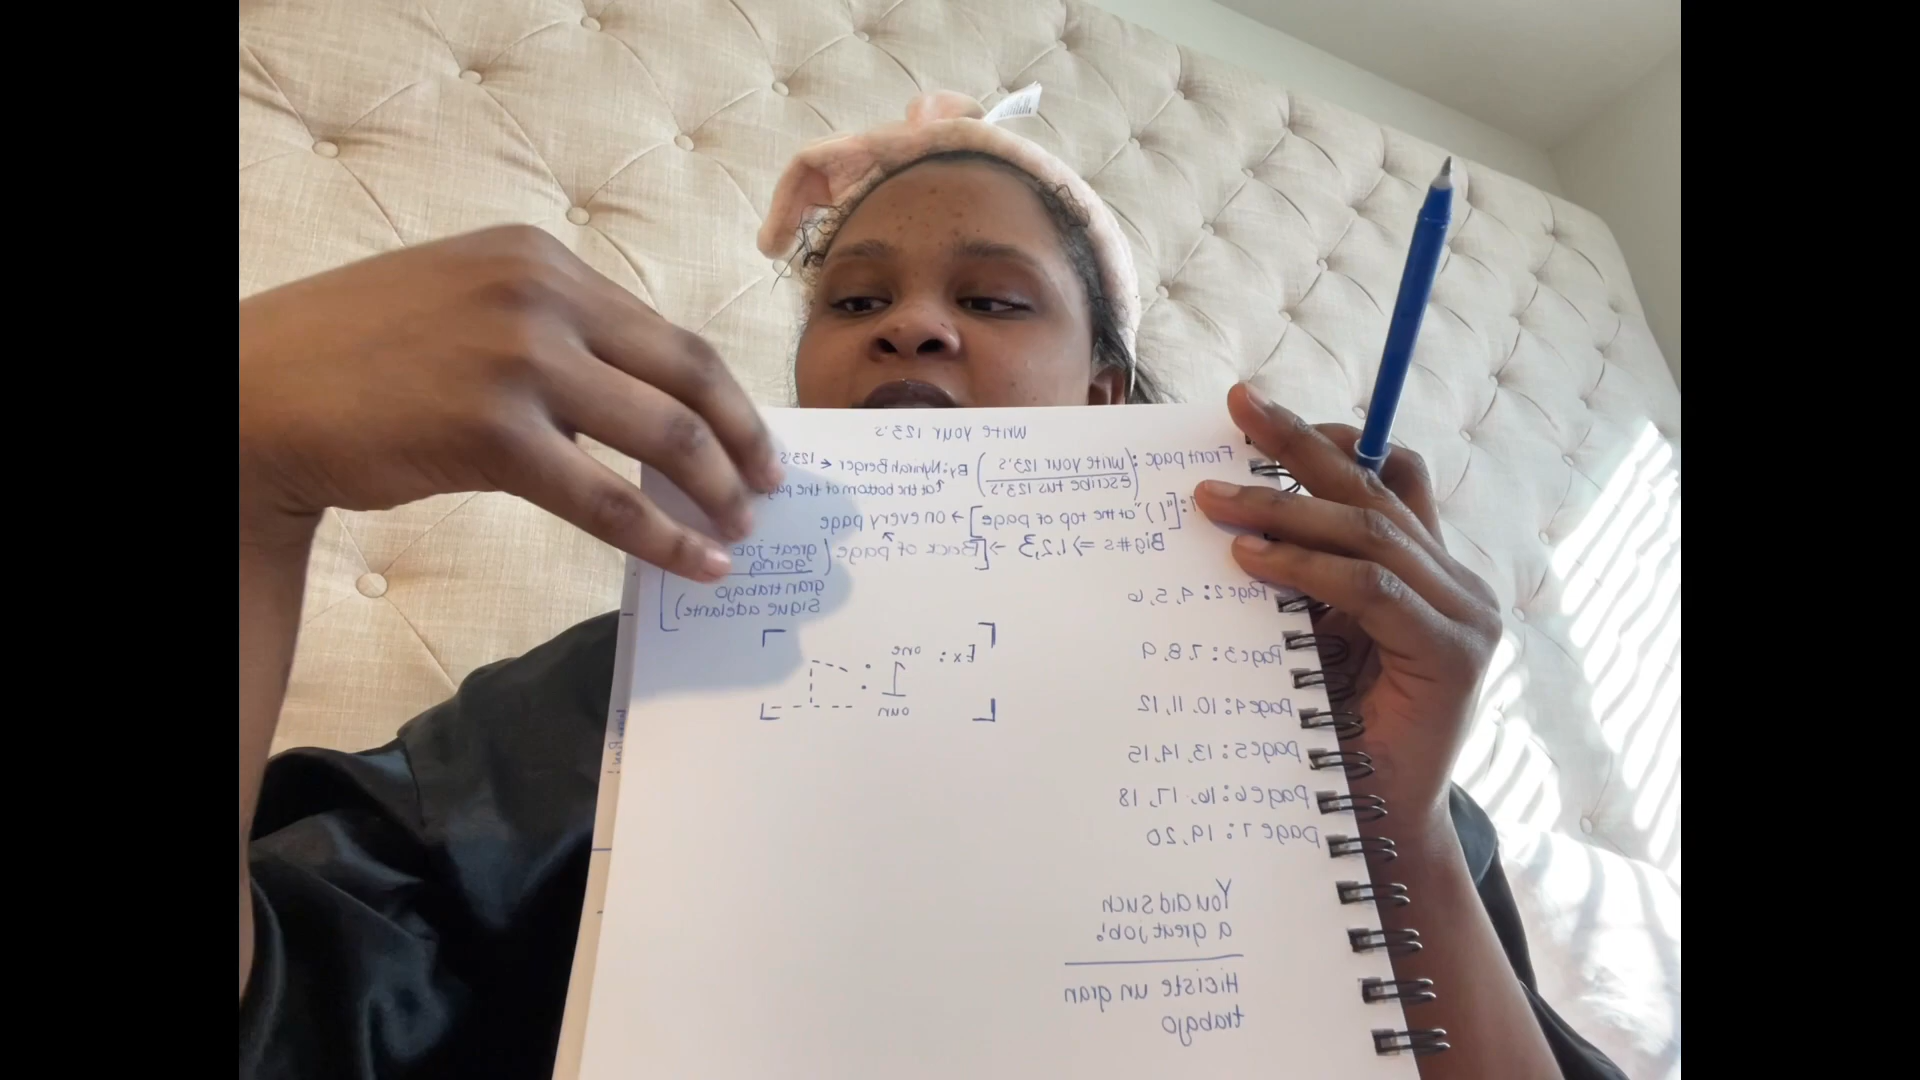 Write your 123's
Front page: (Write your 123's By: Nymiah Berger ← 123's
Escribe tus 123's) at the bottom of the page
1: ["( )" at the top of page] → on every page
Big #s => 1,2,3 → [Back of page (great job
going
gran trabajo
Sigue adelante)]
Page 2: 4,5,6
Ex: one
1
oun
Page 3: 7,8,9
Page 4: 10,11,12
page 5: 13,14,15
page 6: 16,17,18
page 7: 19,20
You did such
a great job!
Hiciste un gran
trabajo